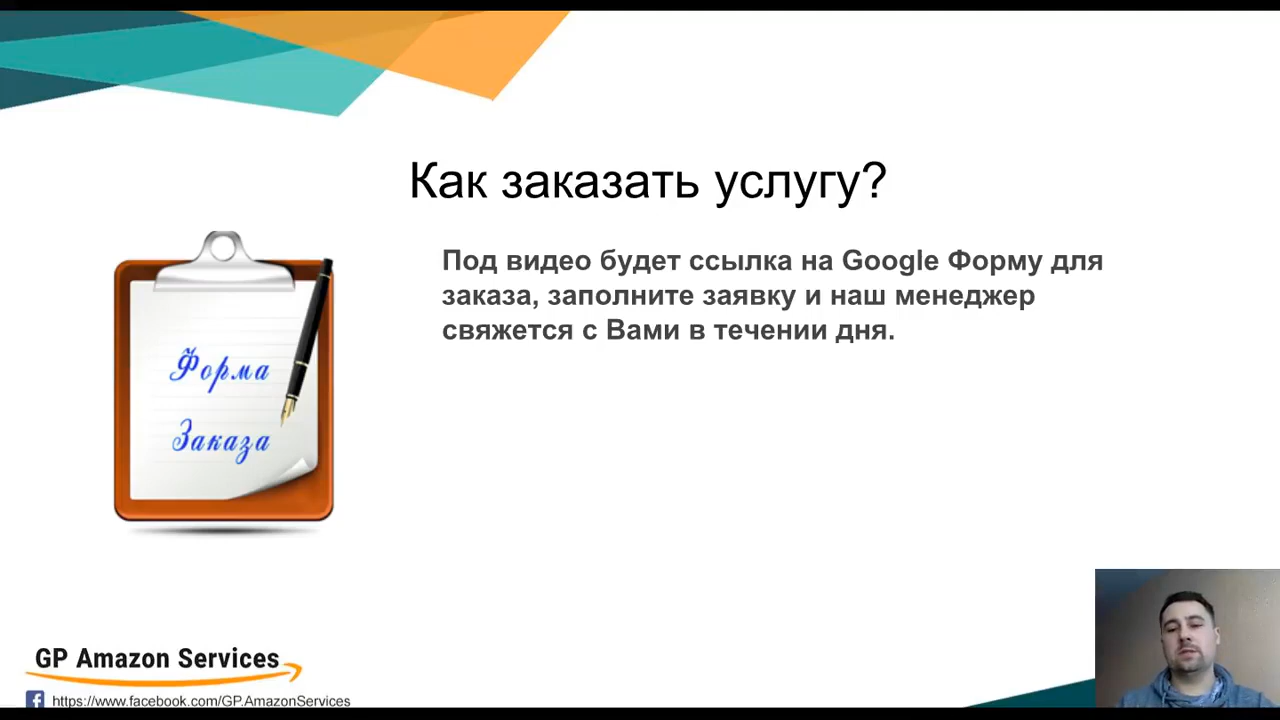 Как заказать услугу?
Под видео будет ссылка на Google Форму для
заказа, заполните заявку и наш менеджер
свяжется с Вами в течении дня.
Форма
Заказа
GP Amazon Services
https://www.facebook.com/GP.AmazonServices